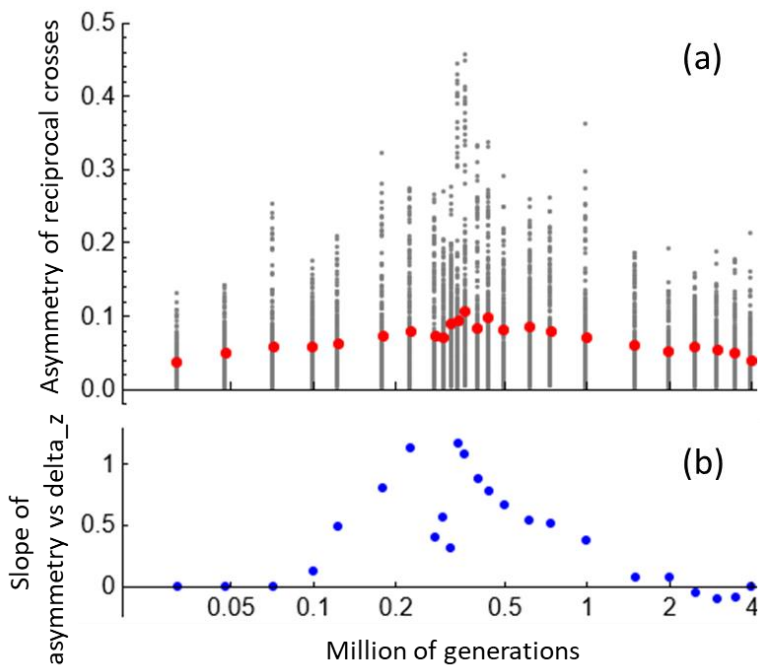 (a)
Asymmetry of reciprocal crosses
0.5
0.4
0.3
0.2
0.1
0.0
(b)
Slope of
asymmetry vs delta_z
1
0.5
0
0.05 0.1 0.2 0.5 1 2 4
Million of generations